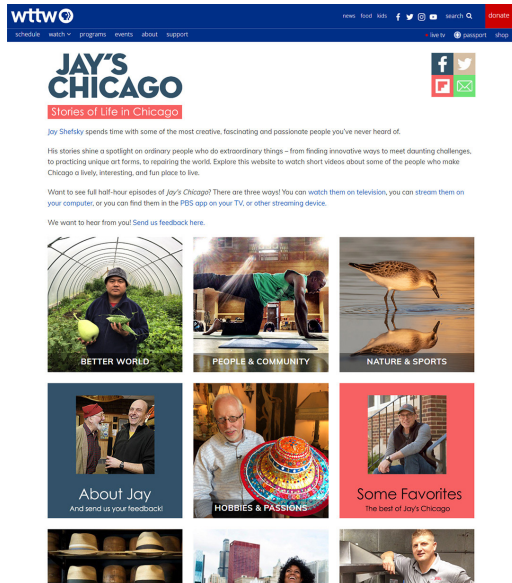 wttw
news food kids search donate
schedule watch programs events about support live tv passport shop
JAY'S
CHICAGO
Stories of Life in Chicago
Jay Shefsky spends time with some of the most creative, fascinating and passionate people you've never heard of.
His stories shine a spotlight on ordinary people who do extraordinary things – from finding innovative ways to meet daunting challenges,
to practicing unique art forms, to repairing the world. Explore this website to watch short videos about some of the people who make
Chicago a lively, interesting, and fun place to live.
Want to see full half-hour episodes of Jay's Chicago? There are three ways! You can watch them on television, you can stream them on
your computer, or you can find them in the PBS app on your TV, or other streaming device.
We want to hear from you! Send us feedback here.
BETTER WORLD
PEOPLE & COMMUNITY
NATURE & SPORTS
About Jay
And send us your feedback!
HOBBIES & PASSIONS
Some Favorites
The best of Jay's Chicago